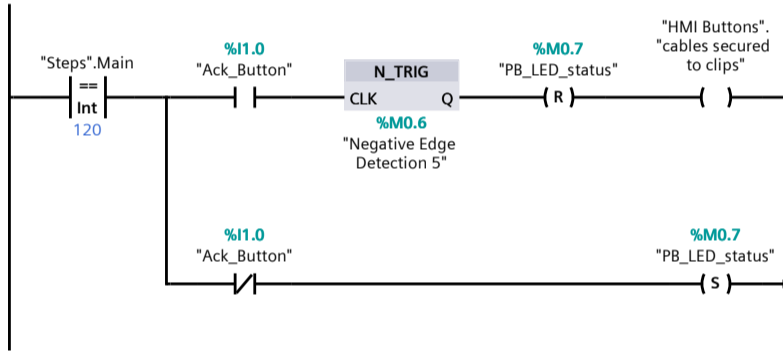 "HMI Buttons".
"cables secured
to clips"
"Steps".Main
==
Int
120
%I1.0
"Ack_Button"
N_TRIG
CLK Q
%M0.6
"Negative Edge
Detection 5"
%M0.7
"PB_LED_status"
R
%I1.0
"Ack_Button"
%M0.7
"PB_LED_status"
S